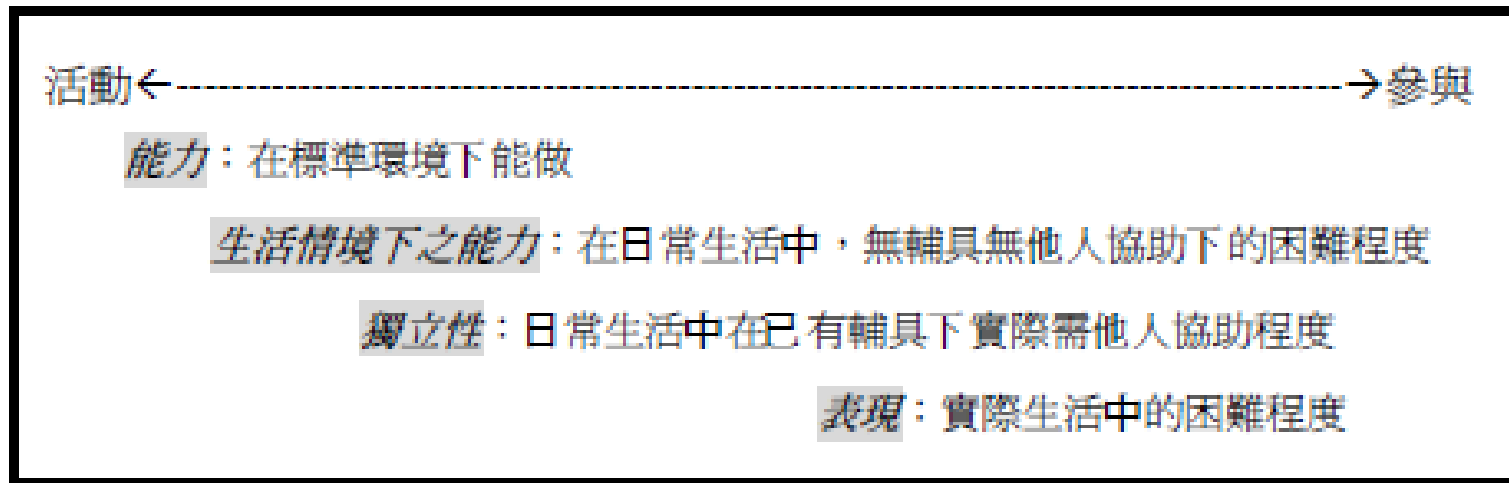 活動←--------------------------------------------------------------------------------→參與
能力：在標準環境下能做
生活情境下之能力：在日常生活中，無輔具無他人協助下的困難程度
獨立性：日常生活中在已有輔具下實際需他人協助程度
表現：實際生活中的困難程度